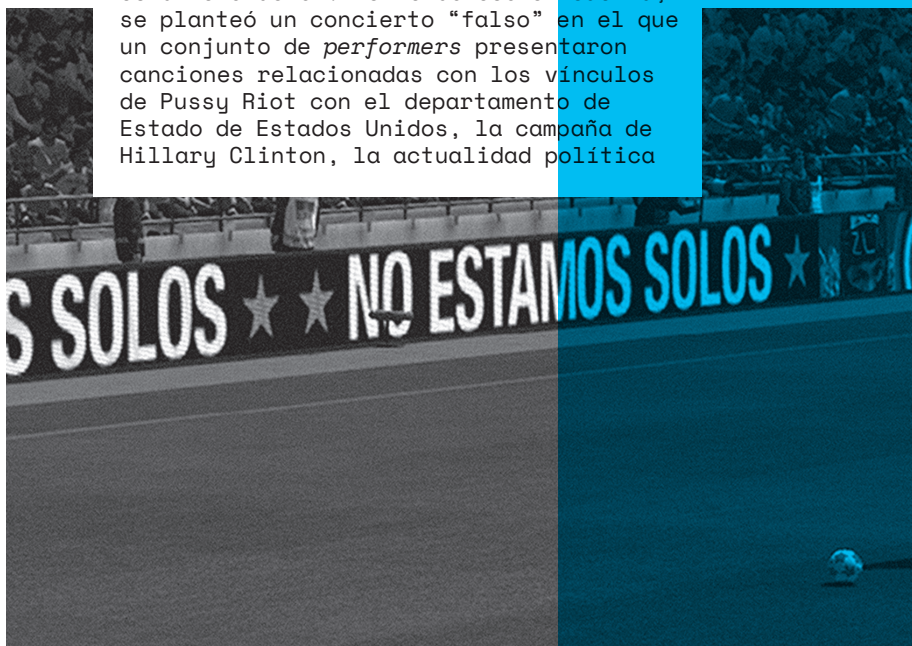 se planteó un concierto “falso” en el que
un conjunto de performers presentaron
canciones relacionadas con los vínculos
de Pussy Riot con el departamento de
Estado de Estados Unidos, la campaña de
Hillary Clinton, la actualidad política
S SOLOS ★ ★ NO ESTAMOS SOLOS ★